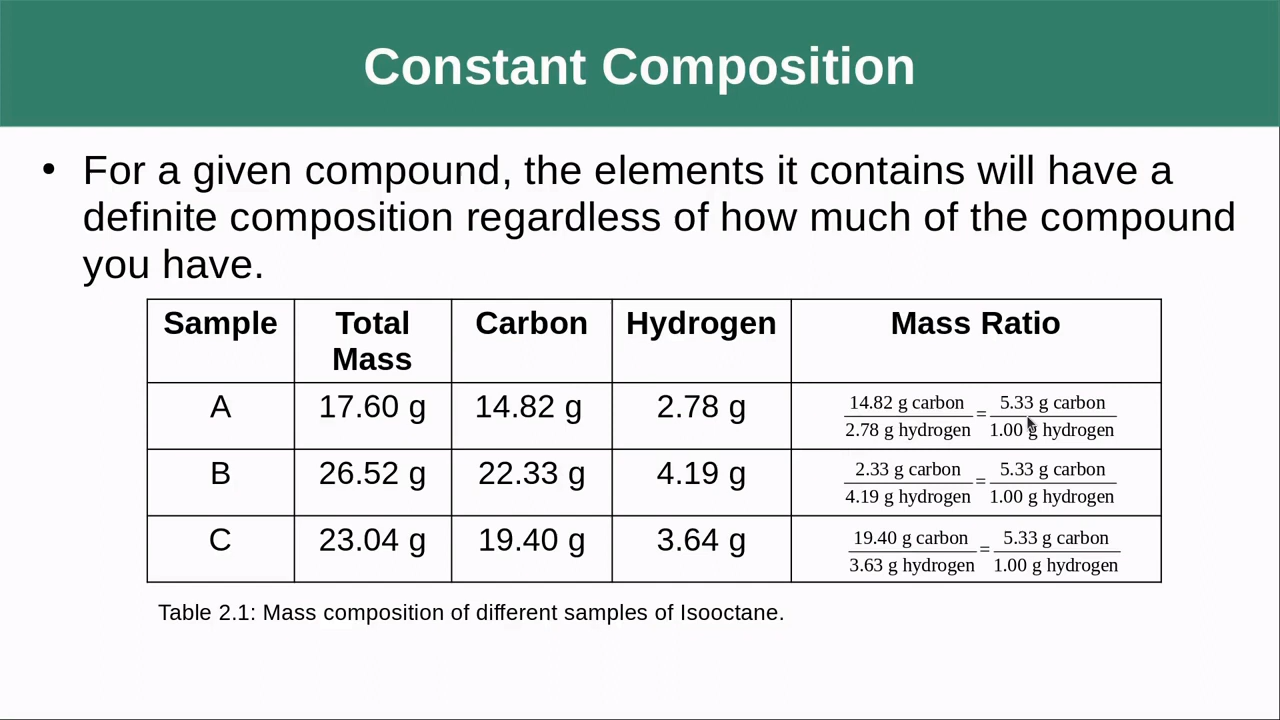 Constant Composition
• For a given compound, the elements it contains will have a
definite composition regardless of how much of the compound
you have.
Sample Total Mass Carbon Hydrogen Mass Ratio
A 17.60 g 14.82 g 2.78 g 14.82 g carbon / 2.78 g hydrogen = 5.33 g carbon / 1.00 g hydrogen
B 26.52 g 22.33 g 4.19 g 2.33 g carbon / 4.19 g hydrogen = 5.33 g carbon / 1.00 g hydrogen
C 23.04 g 19.40 g 3.64 g 19.40 g carbon / 3.63 g hydrogen = 5.33 g carbon / 1.00 g hydrogen
Table 2.1: Mass composition of different samples of Isooctane.